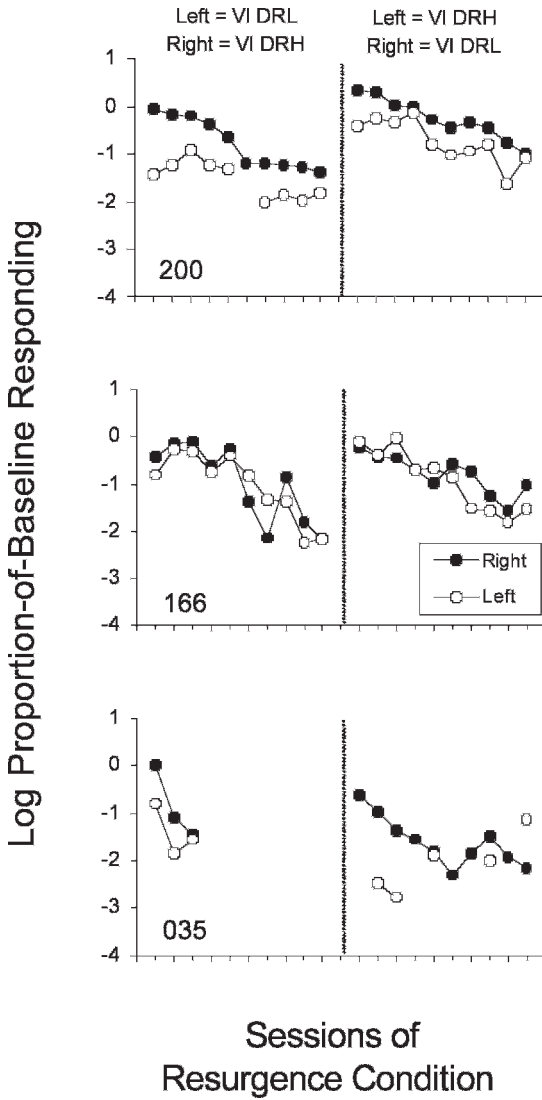 Left = VI DRL
Right = VI DRH
Left = VI DRH
Right = VI DRL
Log Proportion-of-Baseline Responding
1
0
-1
-2
-3
-4
200
1
0
-1
-2
-3
-4
166
Right
Left
1
0
-1
-2
-3
-4
035
Sessions of
Resurgence Condition